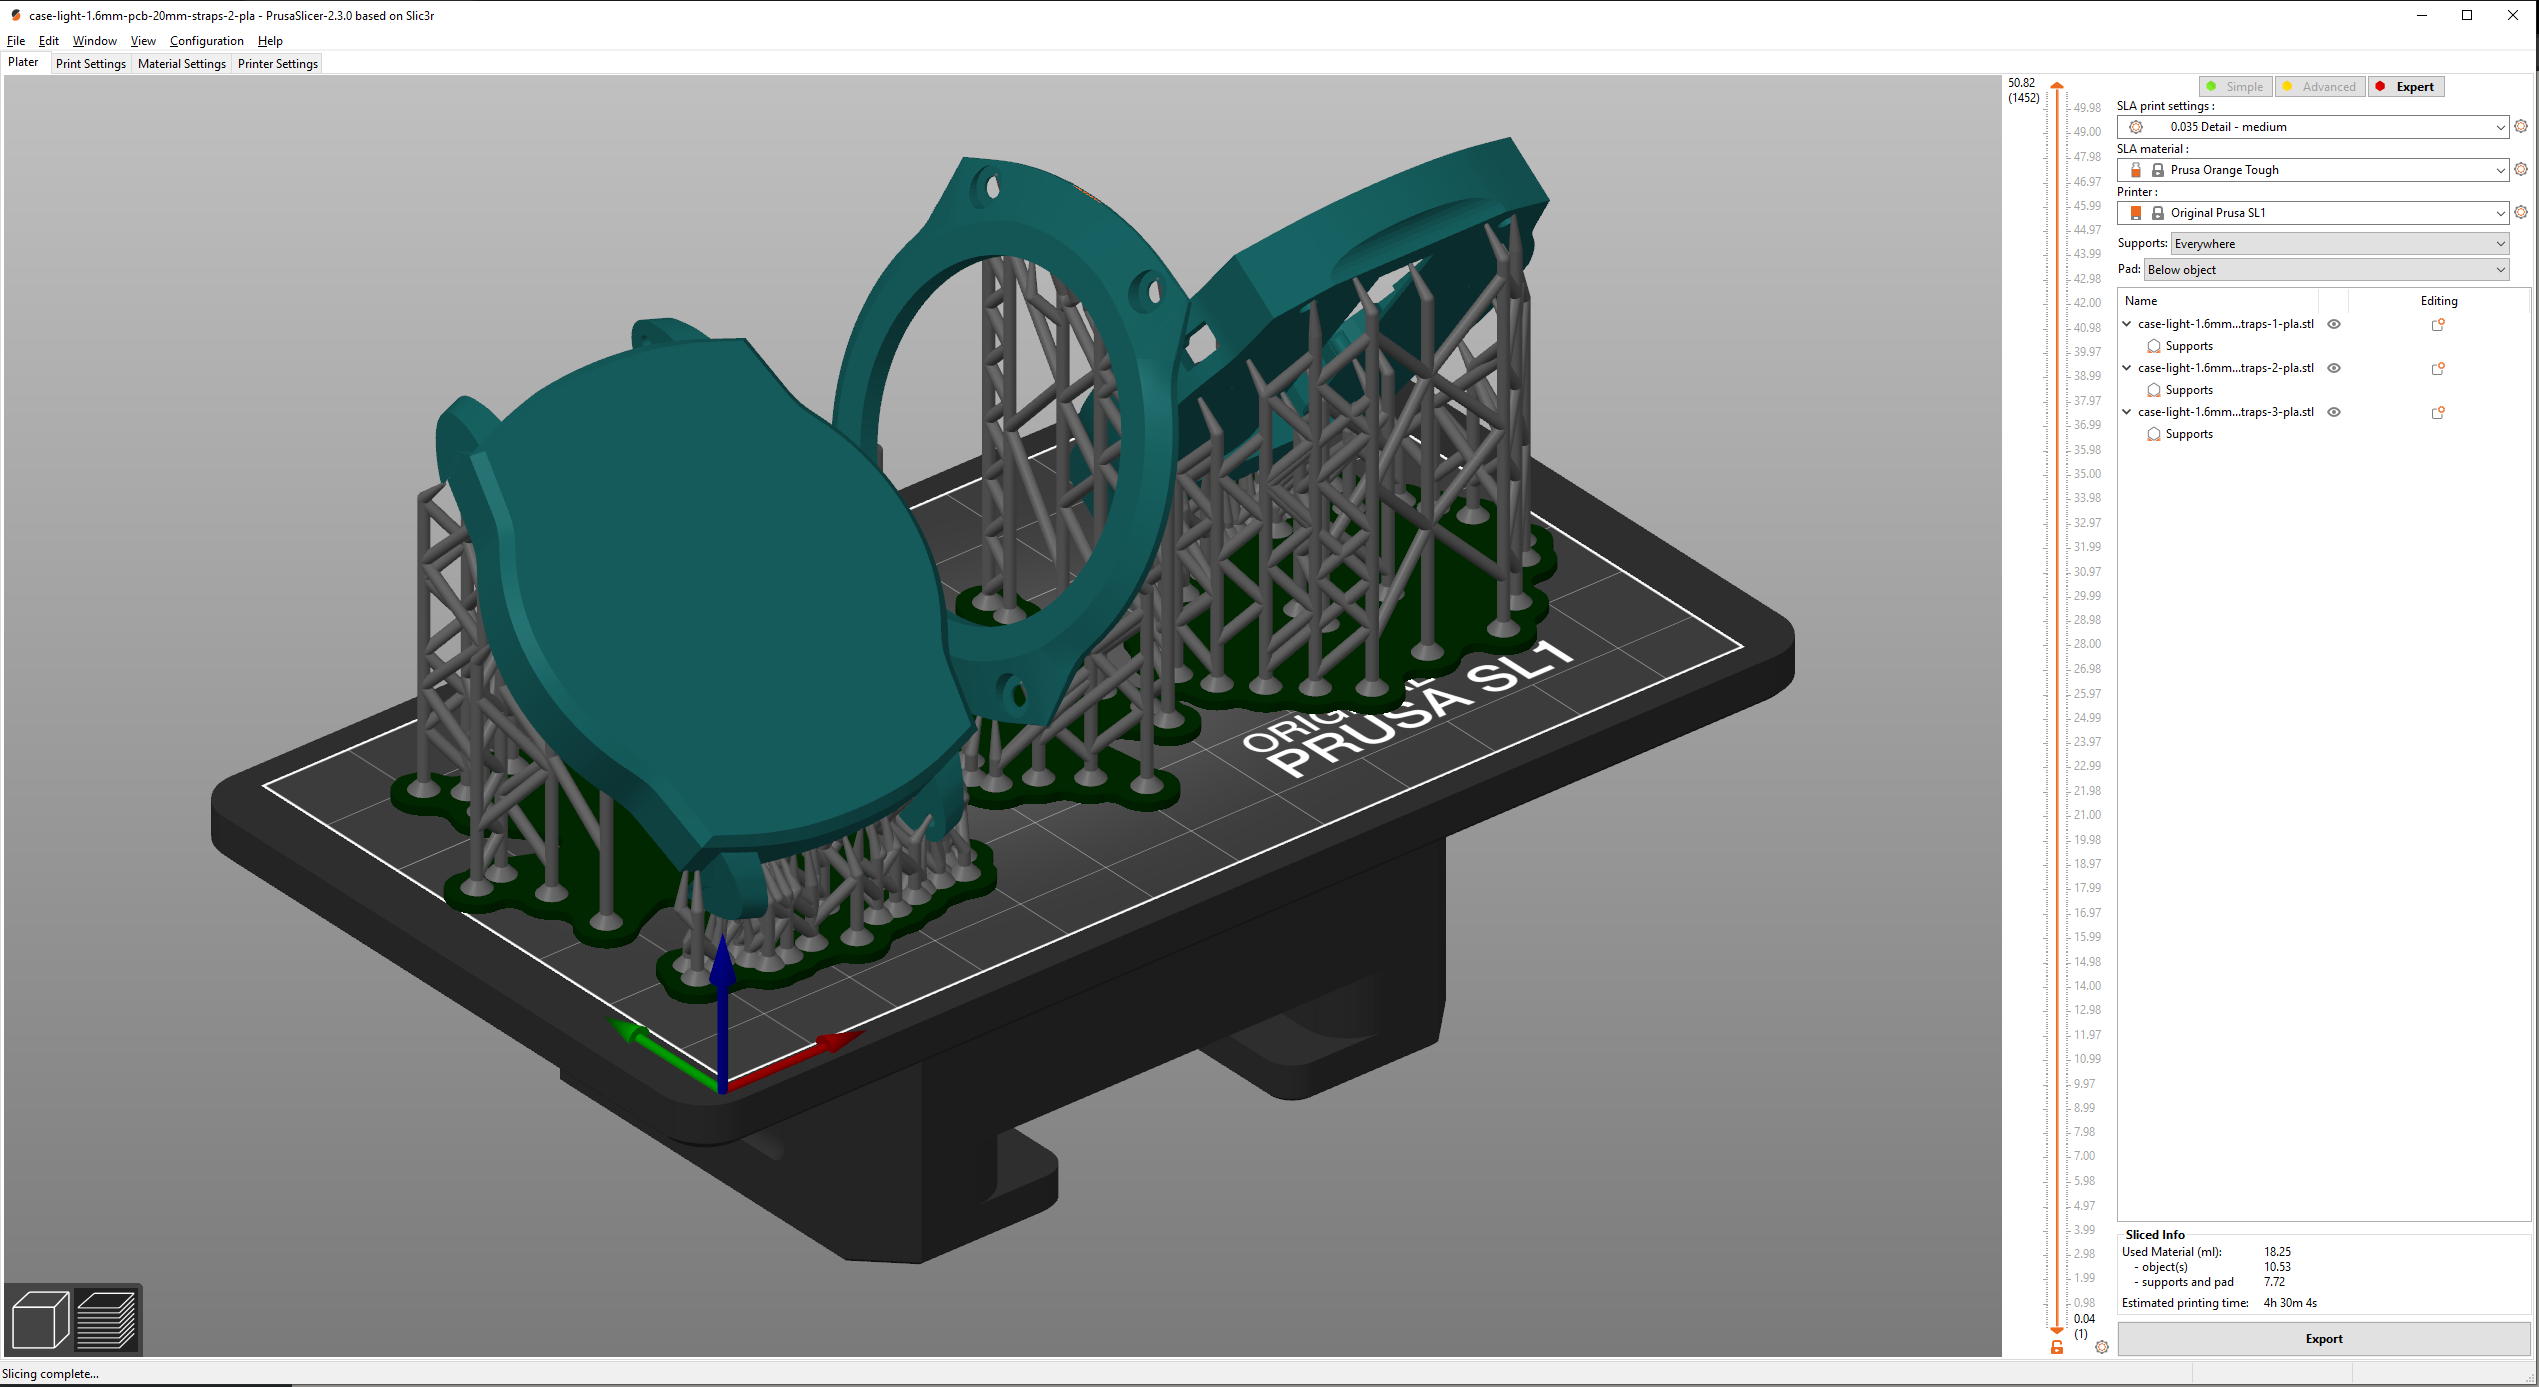 case-light-1.6mm-pcb-20mm-straps-2-pla - PrusaSlicer-2.3.0 based on Slic3r
File Edit Window View Configuration Help
Plater Print Settings Material Settings Printer Settings
50.82
(1452)
49.98
49.00
47.98
46.97
45.99
44.97
43.99
42.98
42.00
40.98
39.97
38.99
37.97
36.99
35.98
35.00
33.98
32.97
31.99
30.97
29.99
28.98
28.00
26.98
25.97
24.99
23.97
22.99
21.98
21.00
19.98
18.97
17.99
16.97
15.99
14.98
14.00
12.98
11.97
10.99
9.97
8.99
7.98
7.00
5.98
4.97
3.99
2.98
1.99
0.98
0.04
(1)
Simple Advanced Expert
SLA print settings :
0.035 Detail - medium
SLA material :
Prusa Orange Tough
Printer :
Original Prusa SL1
Supports: Everywhere
Pad: Below object
Name Editing
case-light-1.6mm...traps-1-pla.stl
Supports
case-light-1.6mm...traps-2-pla.stl
Supports
case-light-1.6mm...traps-3-pla.stl
Supports
PRUSA SL1
Sliced Info
Used Material (ml): 18.25
- object(s) 10.53
- supports and pad 7.72
Estimated printing time: 4h 30m 4s
Export
Slicing complete...